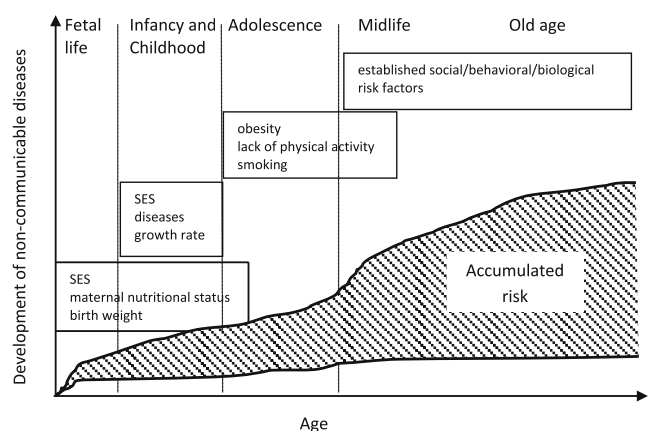 Fetal life
Infancy and Childhood
Adolescence
Midlife
Old age
established social/behavioral/biological
risk factors
obesity
lack of physical activity
smoking
SES
diseases
growth rate
SES
maternal nutritional status
birth weight
Accumulated
risk
Development of non-communicable diseases
Age